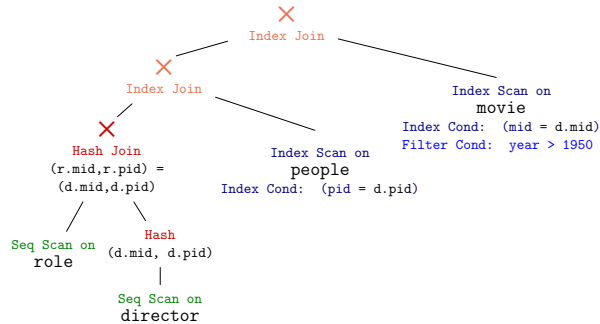 Index Join
Index Join
Index Scan on
movie
Index Cond: (mid = d.mid)
Filter Cond: year > 1950
Hash Join
(r.mid,r.pid) =
(d.mid,d.pid)
Index Scan on
people
Index Cond: (pid = d.pid)
Seq Scan on
role
Hash
(d.mid, d.pid)
Seq Scan on
director